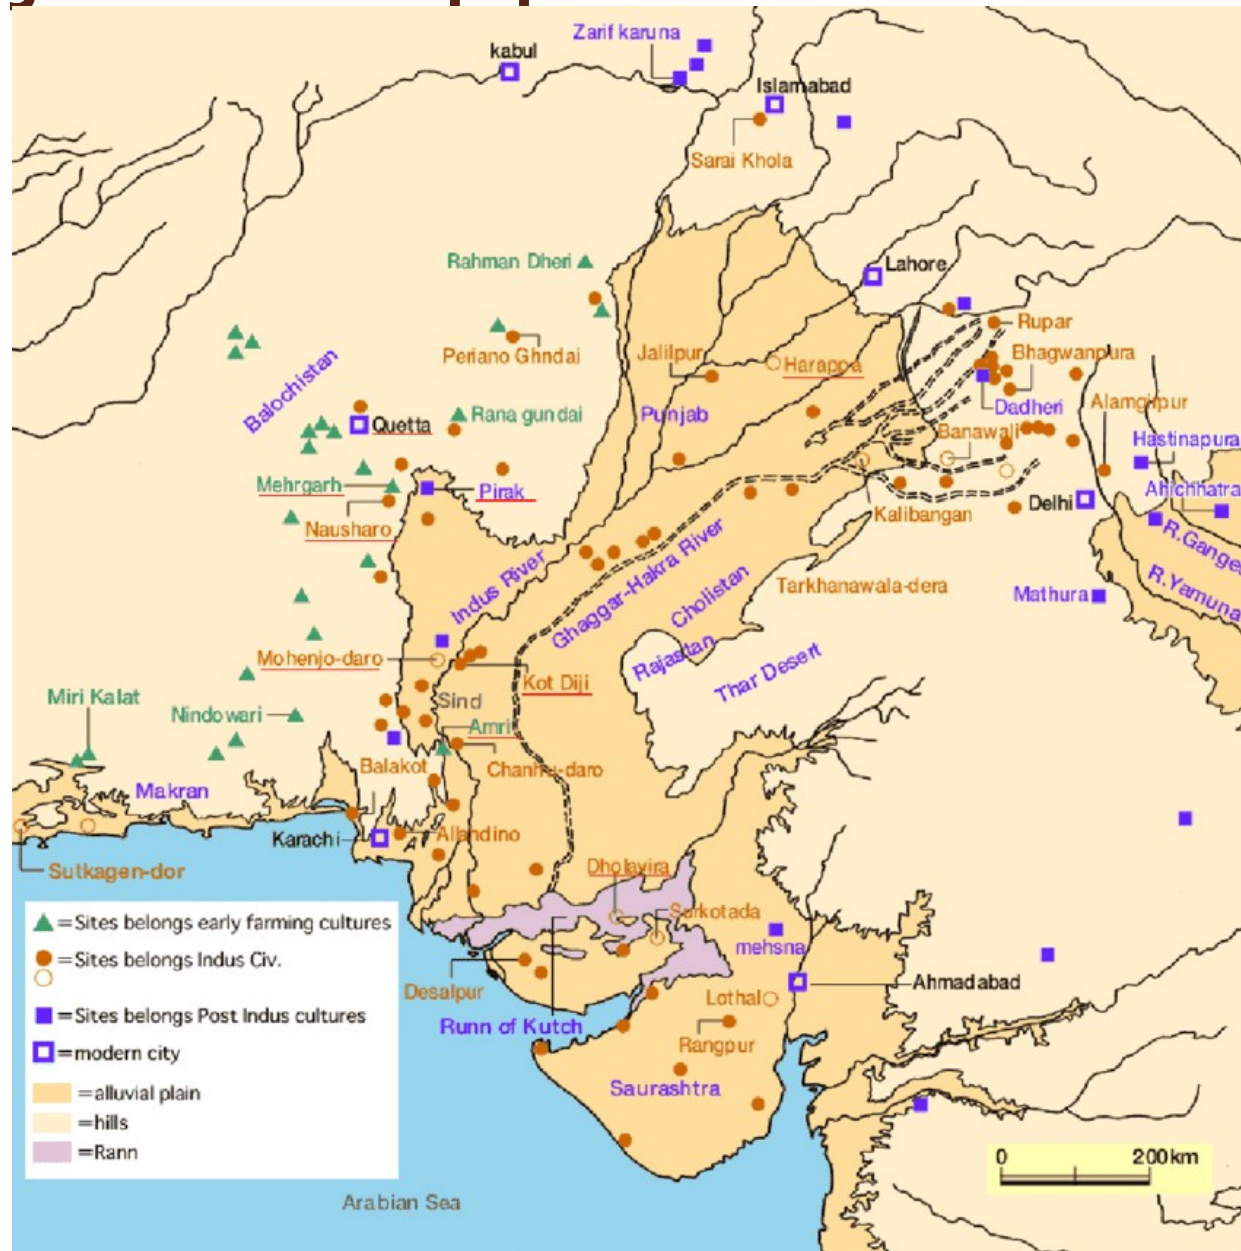 Zarif karuna
kabul
Islamabad
Sarai Khola
Rahman Dheri
Lahore
Rupar
Periano Ghndai
Jalilpur
Harappa
Bhagwanpura
Balochistan
Punjab
Dadheri
Alamgirpur
Rana gundai
Quetta
Banawali
Hastinapura
Mehrgarh
Pirak
Ahichhatra
Nausharo
Kalibangan
Delhi
R.Gange
Indus River
Ghaggar-Hakra River
Cholistan
Tarkhanawala-dera
Mathura
R.Yamuna
Mohenjo-daro
Rajastan
Thar Desert
Kot Diji
Miri Kalat
Nindowari
Sind
Amri
Makran
Balakot
Chanhu-daro
Karachi
Allahdino
Sutkagen-dor
Dholavira
Surkotada
mehsna
Desalpur
Lothal
Ahmadabad
Runn of Kutch
Rangpur
Saurashtra
=Sites belongs early farming cultures
=Sites belongs Indus Civ.
=Sites belongs Post Indus cultures
=modern city
=alluvial plain
=hills
=Rann
0 200km
Arabian Sea